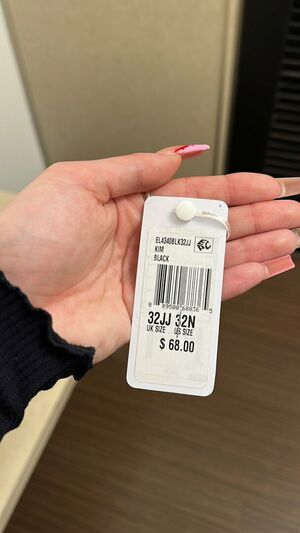 EL4340BLK32JJ
KIM
BLACK
32JJ 32N
UK SIZE US SIZE
$ 68.00